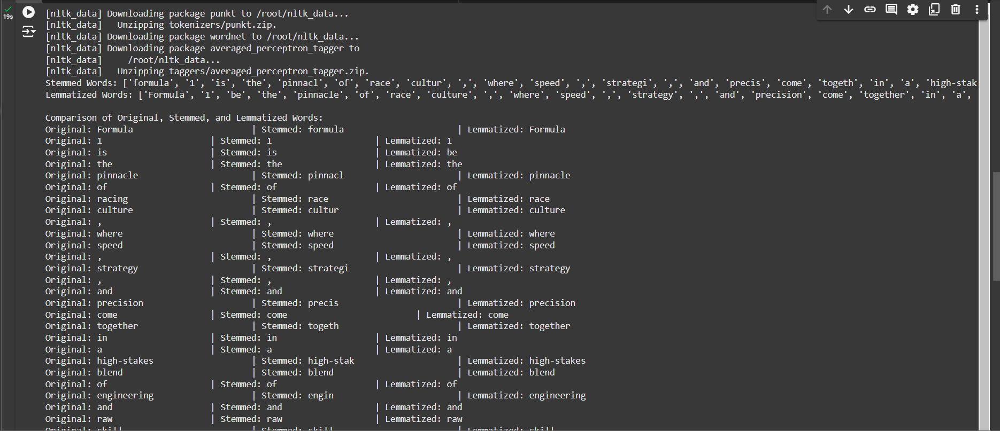 19s
[nltk_data] Downloading package punkt to /root/nltk_data...
[nltk_data]   Unzipping tokenizers/punkt.zip.
[nltk_data] Downloading package wordnet to /root/nltk_data...
[nltk_data] Downloading package averaged_perceptron_tagger to
[nltk_data]     /root/nltk_data...
[nltk_data]   Unzipping taggers/averaged_perceptron_tagger.zip.
Stemmed Words: ['formula', '1', 'is', 'the', 'pinnacl', 'of', 'race', 'cultur', ',', 'where', 'speed', ',', 'strategi', ',', 'and', 'precis', 'come', 'togeth', 'in', 'a', 'high-stak
Lemmatized Words: ['Formula', '1', 'be', 'the', 'pinnacle', 'of', 'race', 'culture', ',', 'where', 'speed', ',', 'strategy', ',', 'and', 'precision', 'come', 'together', 'in', 'a',
Comparison of Original, Stemmed, and Lemmatized Words:
Original: Formula | Stemmed: formula | Lemmatized: Formula
Original: 1 | Stemmed: 1 | Lemmatized: 1
Original: is | Stemmed: is | Lemmatized: be
Original: the | Stemmed: the | Lemmatized: the
Original: pinnacle | Stemmed: pinnacl | Lemmatized: pinnacle
Original: of | Stemmed: of | Lemmatized: of
Original: racing | Stemmed: race | Lemmatized: race
Original: culture | Stemmed: cultur | Lemmatized: culture
Original: , | Stemmed: , | Lemmatized: ,
Original: where | Stemmed: where | Lemmatized: where
Original: speed | Stemmed: speed | Lemmatized: speed
Original: , | Stemmed: , | Lemmatized: ,
Original: strategy | Stemmed: strategi | Lemmatized: strategy
Original: , | Stemmed: , | Lemmatized: ,
Original: and | Stemmed: and | Lemmatized: and
Original: precision | Stemmed: precis | Lemmatized: precision
Original: come | Stemmed: come | Lemmatized: come
Original: together | Stemmed: togeth | Lemmatized: together
Original: in | Stemmed: in | Lemmatized: in
Original: a | Stemmed: a | Lemmatized: a
Original: high-stakes | Stemmed: high-stak | Lemmatized: high-stakes
Original: blend | Stemmed: blend | Lemmatized: blend
Original: of | Stemmed: of | Lemmatized: of
Original: engineering | Stemmed: engin | Lemmatized: engineering
Original: and | Stemmed: and | Lemmatized: and
Original: raw | Stemmed: raw | Lemmatized: raw
Original: skill | Stemmed: skill | Lemmatized: skill